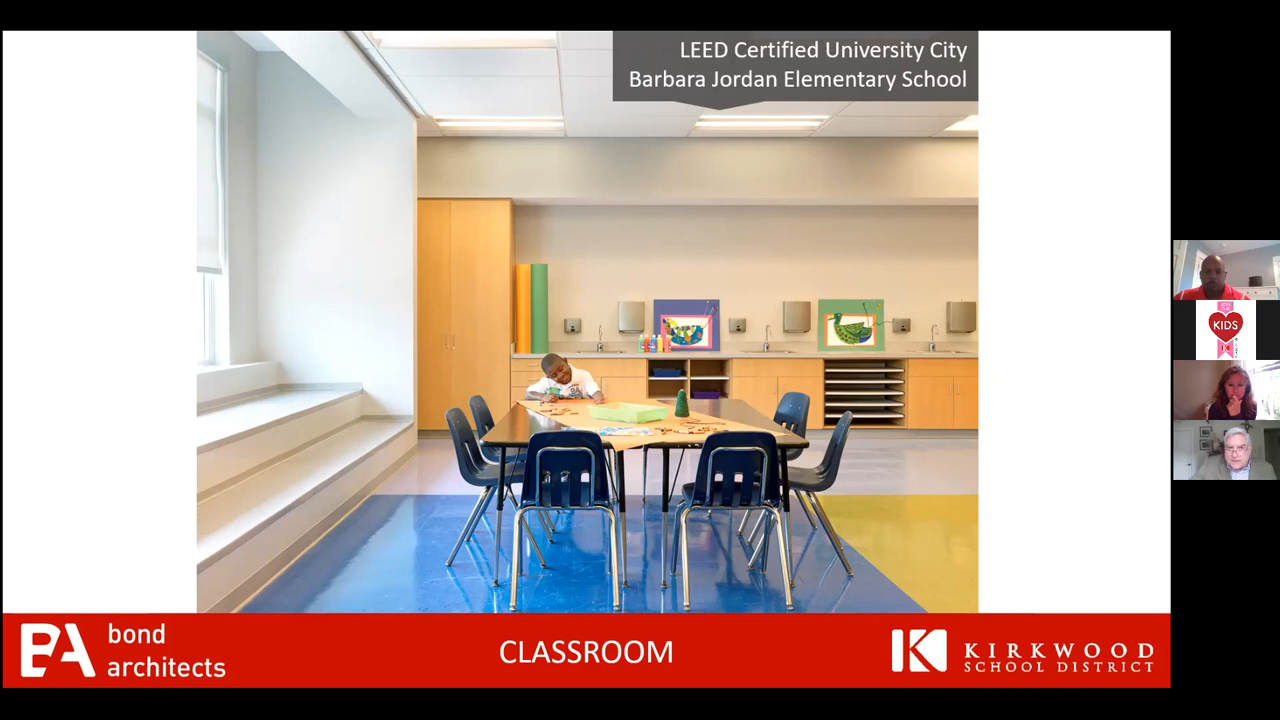 LEED Certified University City
Barbara Jordan Elementary School
KIDS
bond
architects
CLASSROOM
KIRKWOOD
SCHOOL DISTRICT